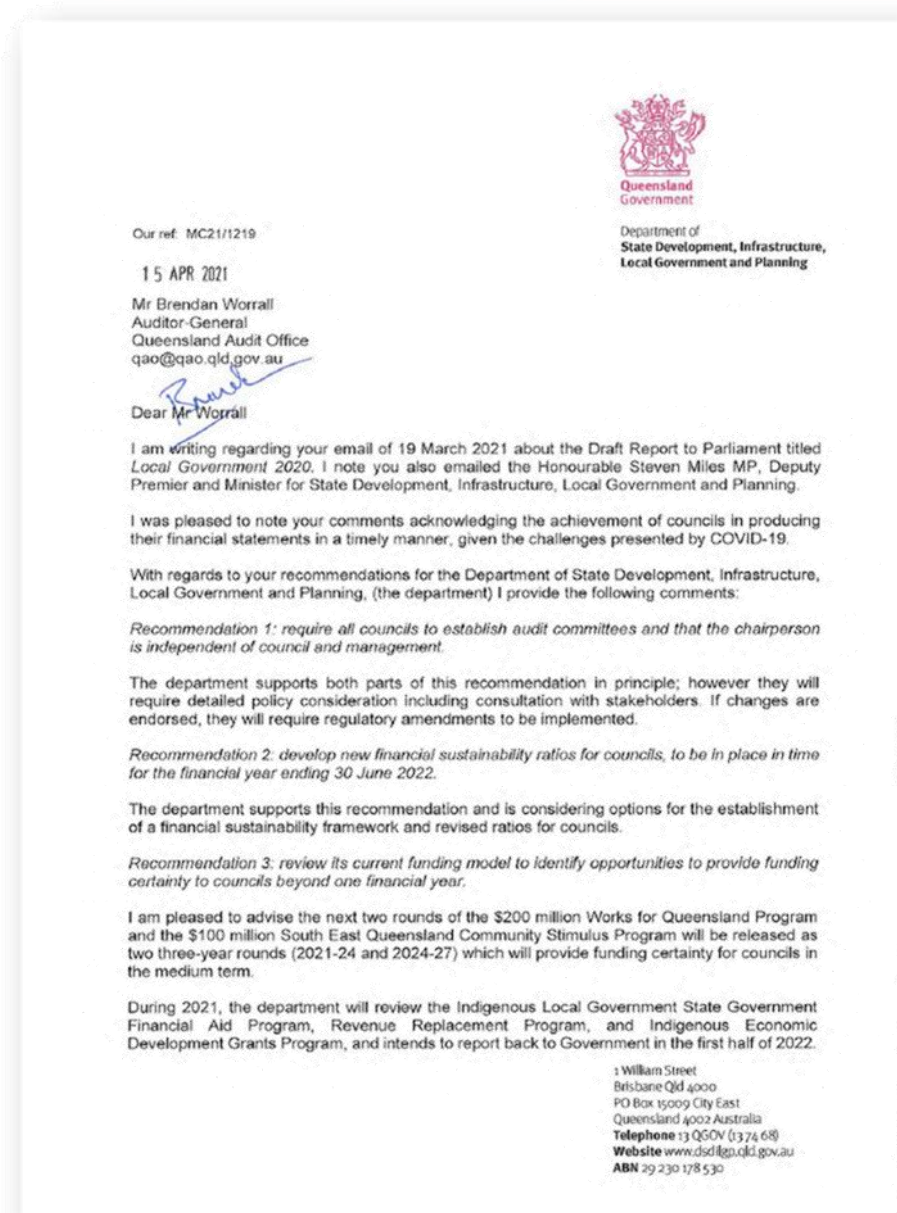 Queensland
Government
Department of
State Development, Infrastructure,
Local Government and Planning
Our ref: MC21/1219
15 APR 2021
Mr Brendan Worrall
Auditor-General
Queensland Audit Office
qao@qao.qld.gov.au
Dear Mr Worrall
I am writing regarding your email of 19 March 2021 about the Draft Report to Parliament titled
Local Government 2020. I note you also emailed the Honourable Steven Miles MP, Deputy
Premier and Minister for State Development, Infrastructure, Local Government and Planning.
I was pleased to note your comments acknowledging the achievement of councils in producing
their financial statements in a timely manner, given the challenges presented by COVID-19.
With regards to your recommendations for the Department of State Development, Infrastructure,
Local Government and Planning, (the department) I provide the following comments:
Recommendation 1: require all councils to establish audit committees and that the chairperson
is independent of council and management.
The department supports both parts of this recommendation in principle; however they will
require detailed policy consideration including consultation with stakeholders. If changes are
endorsed, they will require regulatory amendments to be implemented.
Recommendation 2: develop new financial sustainability ratios for councils, to be in place in time
for the financial year ending 30 June 2022.
The department supports this recommendation and is considering options for the establishment
of a financial sustainability framework and revised ratios for councils.
Recommendation 3: review its current funding model to identify opportunities to provide funding
certainty to councils beyond one financial year.
I am pleased to advise the next two rounds of the $200 million Works for Queensland Program
and the $100 million South East Queensland Community Stimulus Program will be released as
two three-year rounds (2021-24 and 2024-27) which will provide funding certainty for councils in
the medium term.
During 2021, the department will review the Indigenous Local Government State Government
Financial Aid Program, Revenue Replacement Program, and Indigenous Economic
Development Grants Program, and intends to report back to Government in the first half of 2022.
1 William Street
Brisbane Qld 4000
PO Box 15009 City East
Queensland 4002 Australia
Telephone 13 QGOV (13 74 68)
Website www.dsdilgp.qld.gov.au
ABN 29 230 178 530